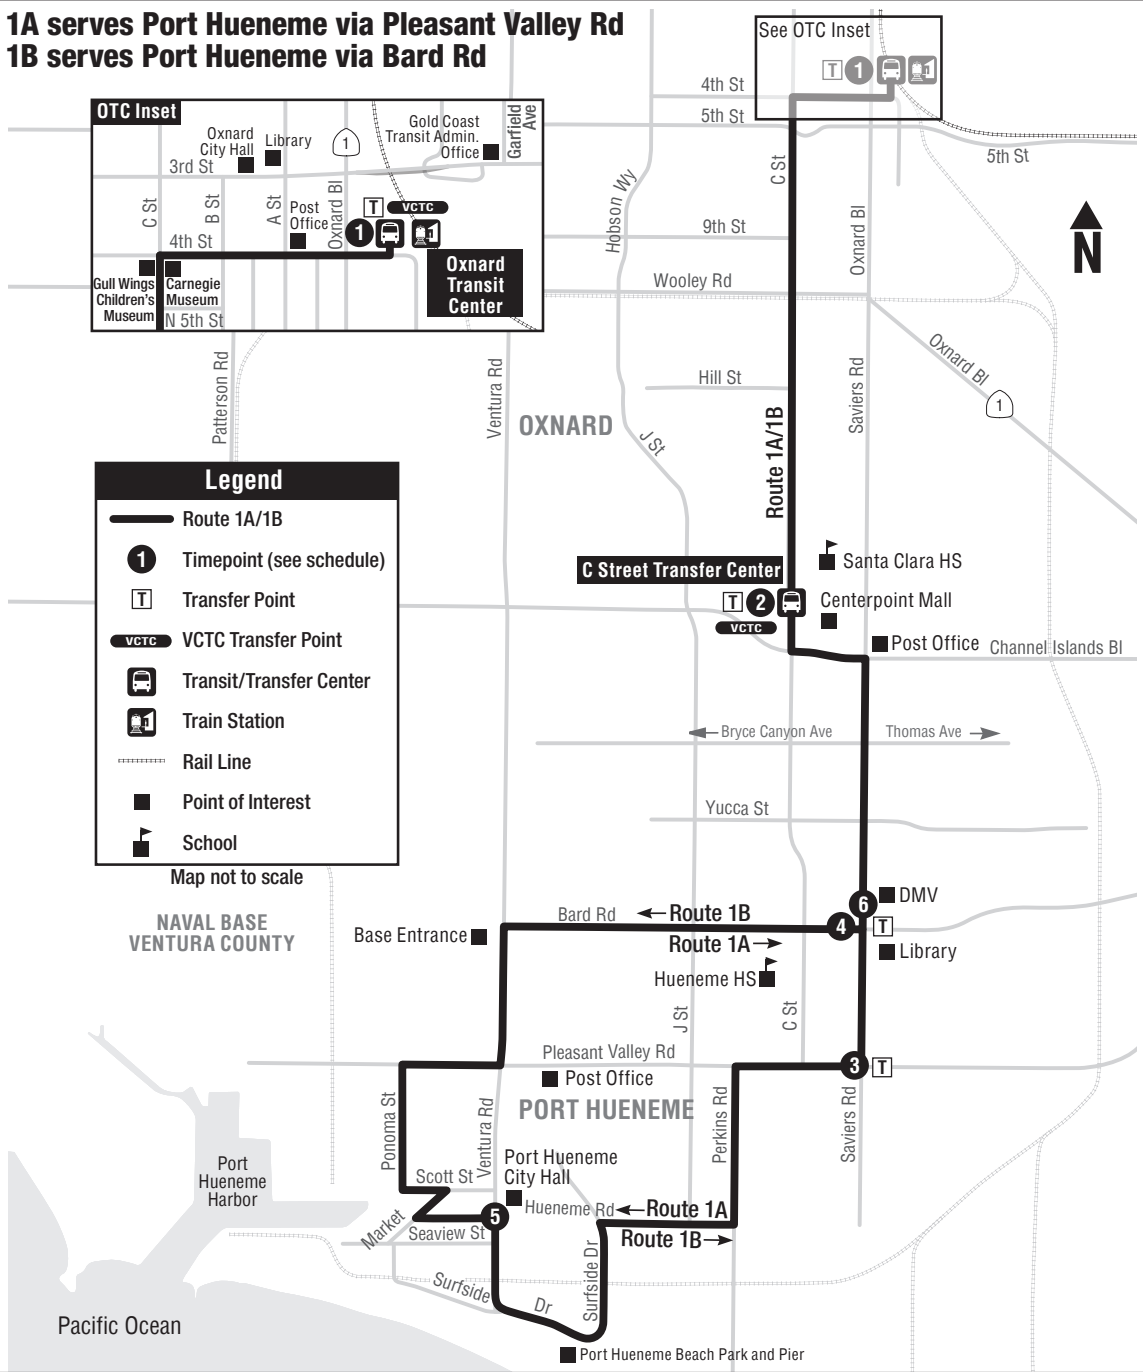 1A serves Port Hueneme via Pleasant Valley Rd
1B serves Port Hueneme via Bard Rd
See OTC Inset
T 1
4th St
5th St
5th St
C St
Hobson Wy
9th St
Oxnard Bl
N
Wooley Rd
OTC Inset
Oxnard
City Hall
Library
1
Gold Coast
Transit Admin.
Office
Garfield
Ave
3rd St
C St
B St
A St
Post
Office
Oxnard Bl
T
VCTC
1
4th St
Oxnard
Transit
Center
Gull Wings
Children's
Museum
Carnegie
Museum
N 5th St
Patterson Rd
Ventura Rd
OXNARD
Hill St
J St
Saviers Rd
Oxnard Bl
1
Route 1A/1B
Legend
Route 1A/1B
1 Timepoint (see schedule)
T Transfer Point
VCTC VCTC Transfer Point
Transit/Transfer Center
Train Station
Rail Line
Point of Interest
School
Map not to scale
C Street Transfer Center
T 2
VCTC
Santa Clara HS
Centerpoint Mall
Post Office
Channel Islands Bl
Bryce Canyon Ave
Thomas Ave
Yucca St
NAVAL BASE
VENTURA COUNTY
Base Entrance
Bard Rd
Route 1B
Route 1A
6
DMV
4
T
Library
Hueneme HS
J St
C St
Pleasant Valley Rd
Post Office
3
T
PORT HUENEME
Ponoma St
Ventura Rd
Perkins Rd
Saviers Rd
Port
Hueneme
Harbor
Scott St
Port Hueneme
City Hall
5
Hueneme Rd
Route 1A
Route 1B
Market
Seaview St
Surfside
Dr
Surfside Dr
Pacific Ocean
Port Hueneme Beach Park and Pier